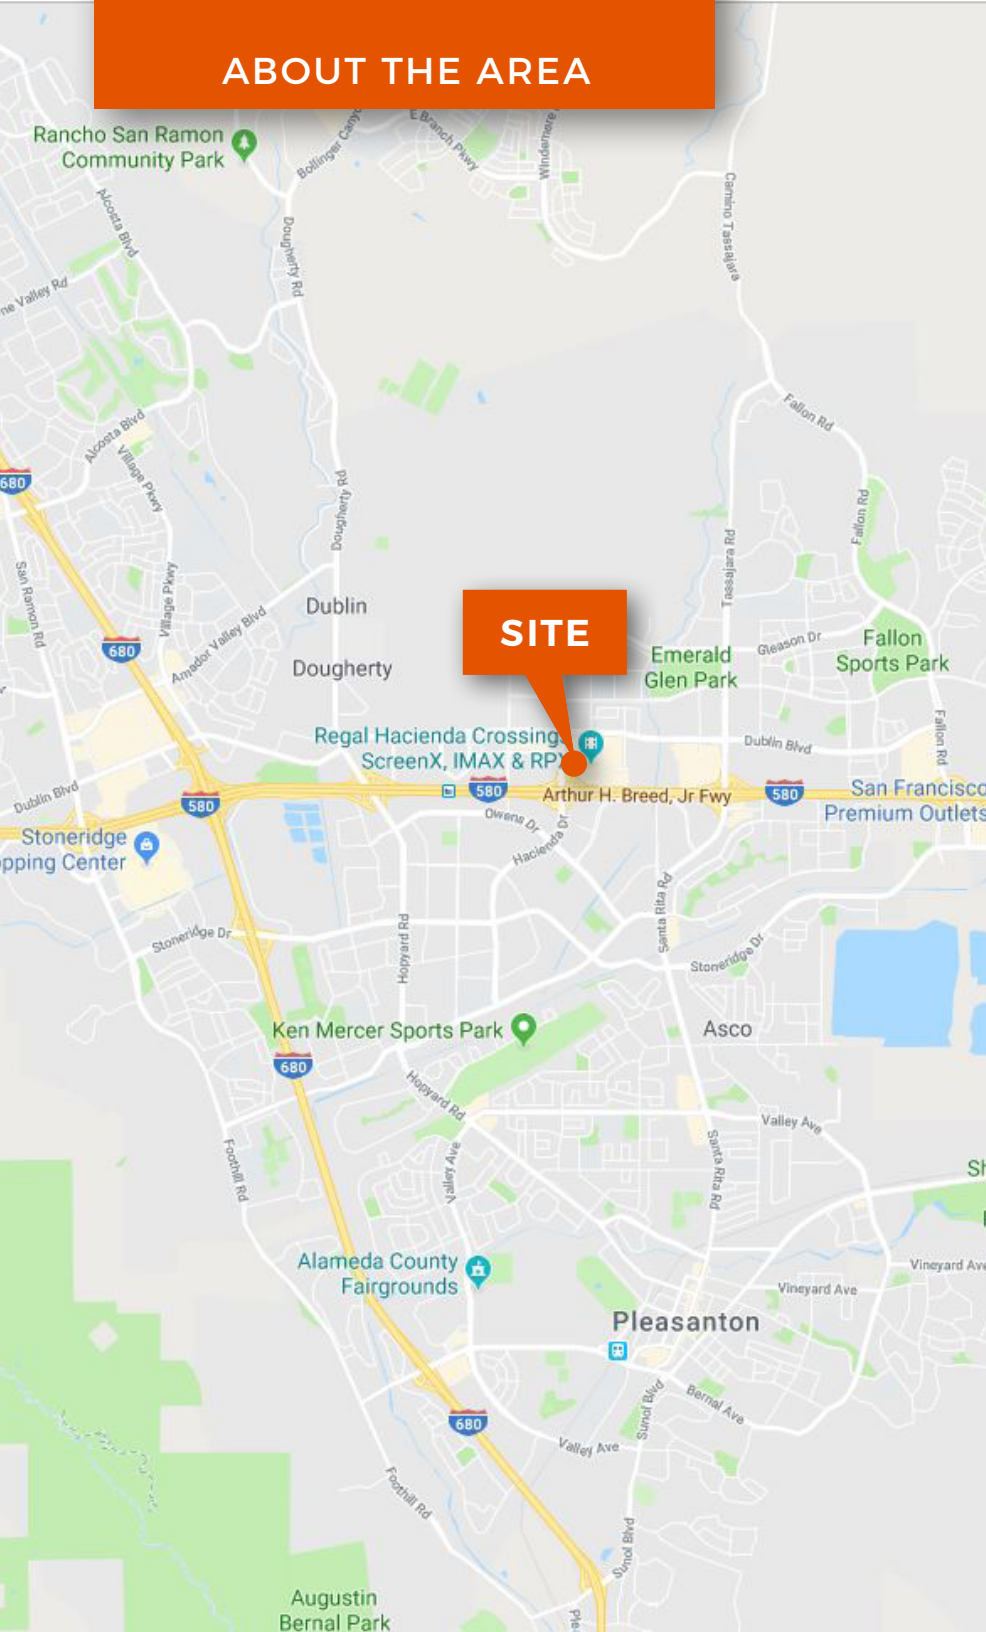 ABOUT THE AREA
Rancho San Ramon
Community Park
Bollinger Cany
E Branch Pkwy
Windemere
Alcosta Blvd
Dougherty Rd
Camino Tassajara
ne Valley Rd
Alcosta Blvd
Village Pkwy
Fallon Rd
680
Dougherty Rd
Fallon Rd
Tassajara Rd
San Ramon Rd
Village Pkwy
Amador Valley Blvd
Dublin
680
SITE
Gleason Dr
Fallon
Sports Park
Emerald
Glen Park
Dougherty
Fallon Rd
Regal Hacienda Crossing
ScreenX, IMAX & RP
Dublin Blvd
Dublin Blvd
580
580
Arthur H. Breed, Jr Fwy
580
San Francisco
Premium Outlets
Stoneridge
pping Center
Owens Dr
Hacienda Dr
Santa Rita Rd
Stoneridge Dr
Hopyard Rd
Stoneridge Dr
Ken Mercer Sports Park
Asco
680
Hopyard Rd
Valley Ave
Foothill Rd
Valley Ave
Santa Rita Rd
Sh
Alameda County
Fairgrounds
Vineyard Ave
Vineyard Ave
Pleasanton
680
Sunol Blvd
Bernal Ave
Valley Ave
Foothill Rd
Sunol Blvd
Augustin
Bernal Park
Ple